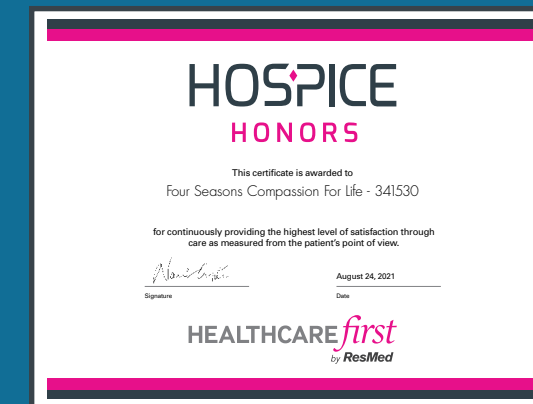 HOSPICE
HONORS
This certificate is awarded to
Four Seasons Compassion For Life - 341530
for continuously providing the highest level of satisfaction through
care as measured from the patient's point of view.
August 24, 2021
Signature
Date
HEALTHCARE first
by ResMed